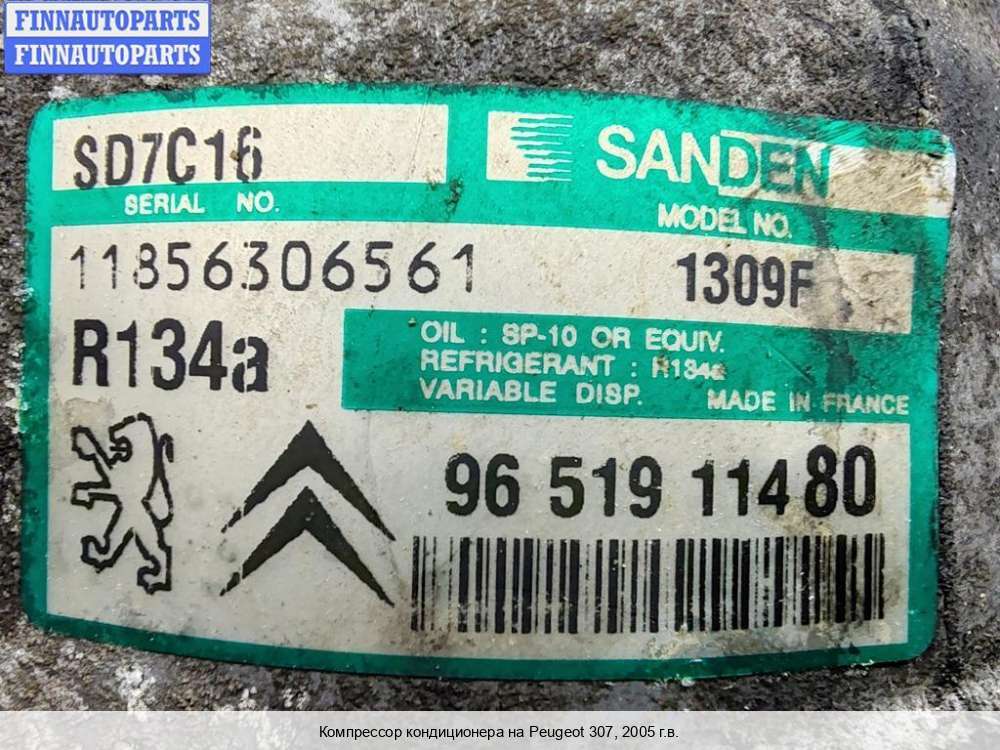 FINNAUTOPARTS
FINNAUTOPARTS
SD7C16
SANDEN
SERIAL NO.
MODEL NO.
11856306561
1309F
R134a
OIL : SP-10 OR EQUIV.
REFRIGERANT : R134a
VARIABLE DISP.
MADE IN FRANCE
96 519 114 80
Компрессор кондиционера на Peugeot 307, 2005 г.в.